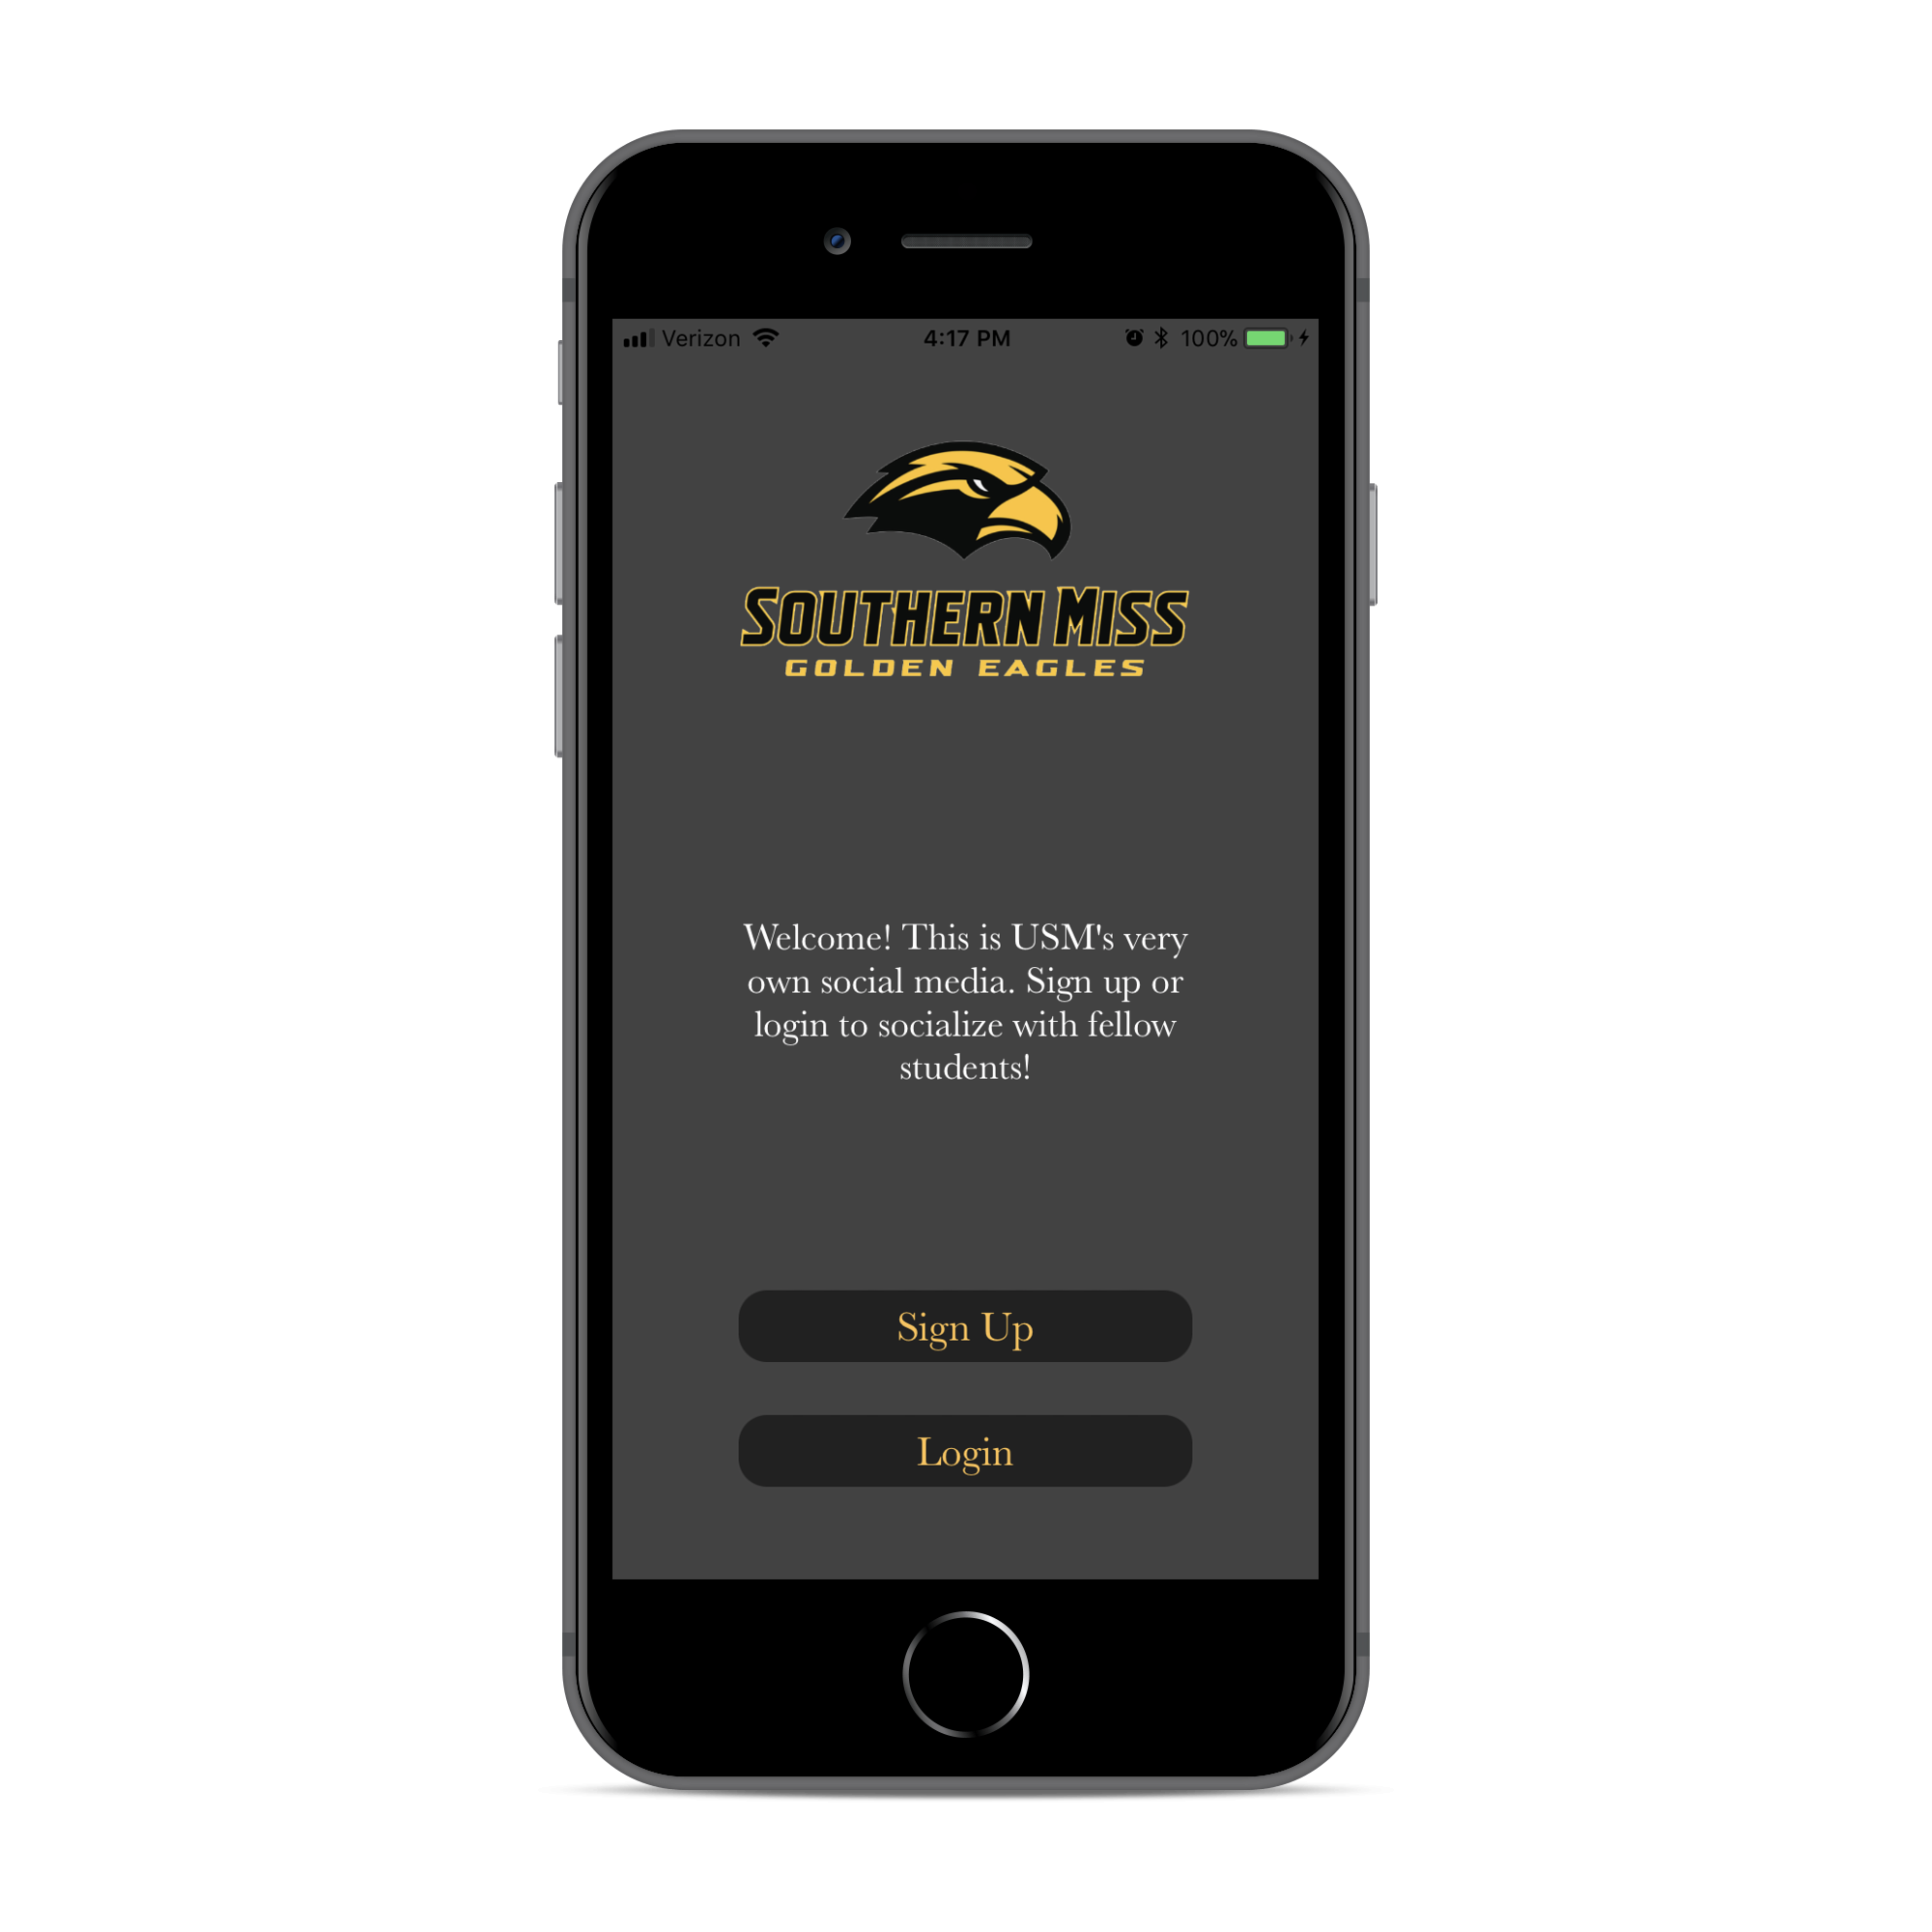 Verizon 4:17 PM 100%
SOUTHERN MISS
GOLDEN EAGLES
Welcome! This is USM's very
own social media. Sign up or
login to socialize with fellow
students!
Sign Up
Login